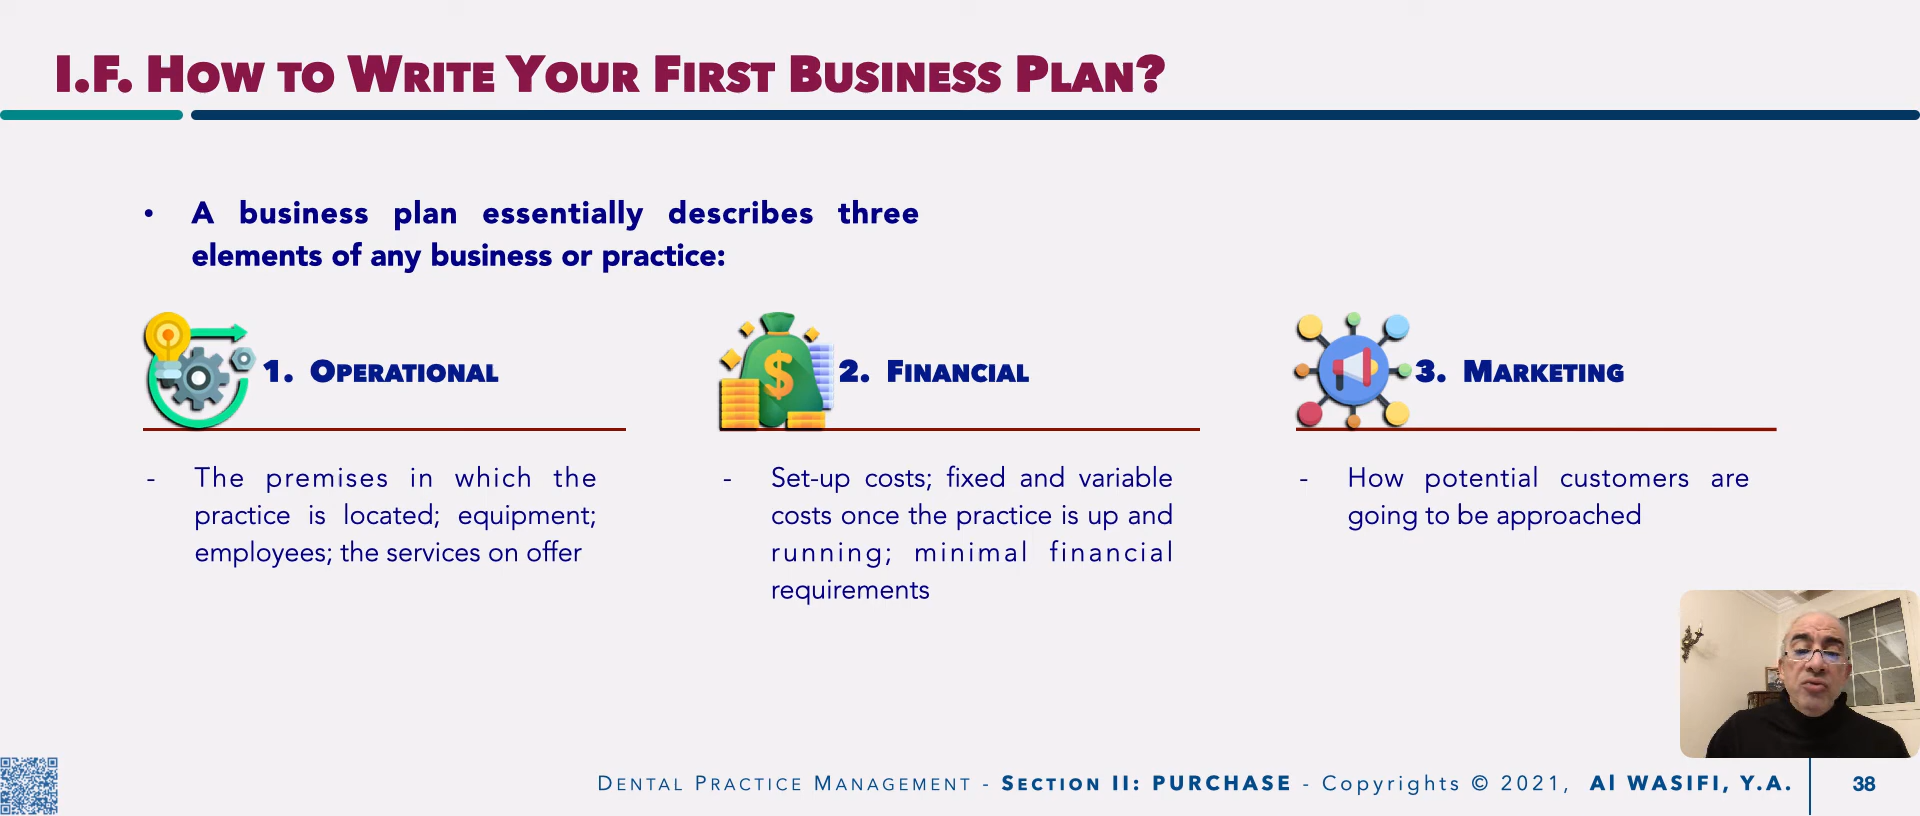 I.F. How to Write Your First Business Plan?
• A business plan essentially describes three
elements of any business or practice:
1. Operational
- The premises in which the
practice is located; equipment;
employees; the services on offer
2. Financial
- Set-up costs; fixed and variable
costs once the practice is up and
running; minimal financial
requirements
3. Marketing
- How potential customers are
going to be approached
Dental Practice Management - Section II: PURCHASE - Copyrights © 2021, Al WASIFI, Y.A.
38